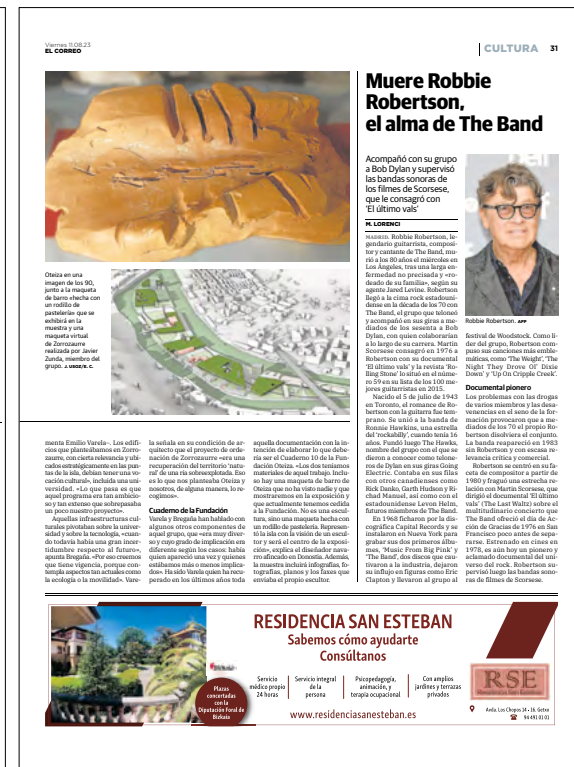 Viernes 11.08.23
EL CORREO
CULTURA 31
Oteiza en una
imagen de los 90,
junto a la maqueta
de barro «hecha con
un rodillo de
pastelería» que se
exhibirá en la
muestra y una
maqueta virtual
de Zorrozaurre
realizada por Javier
Zunda, miembro del
grupo. J. USOZ/E. C.
menta Emilio Varela–. Los edifi-
cios que planteábamos en Zorro-
zaurre, con cierta relevancia y ubi-
cados estratégicamente en las pun-
tas de la isla, debían tener una vo-
cación cultural», incluida una uni-
versidad. «Lo que pasa es que
aquel programa era tan ambicio-
so y tan extenso que sobrepasaba
un poco nuestro proyecto».
Aquellas infraestructuras cul-
turales pivotaban sobre la univer-
sidad y sobre la tecnología, «cuan-
do todavía había una gran incer-
tidumbre respecto al futuro»,
apunta Bregaña. «Por eso creemos
que tiene vigencia, porque con-
templa aspectos tan actuales como
la ecología o la movilidad». Vare-
la señala en su condición de ar-
quitecto que el proyecto de orde-
nación de Zorrozaurre «era una
recuperación del territorio 'natu-
ral' de una ría sobreexplotada. Eso
es lo que nos planteaba Oteiza y
nosotros, de alguna manera, lo re-
cogimos».
Cuaderno de la Fundación
Varela y Bregaña han hablado con
algunos otros componentes de
aquel grupo, que «era muy diver-
so y cuyo grado de implicación era
diferente según los casos: había
quien apareció una vez y quienes
estábamos más o menos implica-
dos». Ha sido Varela quien ha recu-
perado en los últimos años toda
aquella documentación con la in-
tención de elaborar lo que debe-
ría ser el Cuaderno 10 de la Fun-
dación Oteiza. «Los dos teníamos
materiales de aquel trabajo. Inclu-
so hay una maqueta de barro de
Oteiza que no ha visto nadie y que
mostraremos en la exposición y
que actualmente tenemos cedida
a la Fundación. No es una escul-
tura, sino una maqueta hecha con
un rodillo de pastelería. Represen-
tó la isla con la visión de un escul-
tor y será el centro de la exposi-
ción», explica el diseñador nava-
rro afincado en Donostia. Además,
la muestra incluirá infografías, fo-
tografías, planos y los faxes que
enviaba el propio escultor.
Muere Robbie
Robertson,
el alma de The Band
Acompañó con su grupo
a Bob Dylan y supervisó
las bandas sonoras de
los filmes de Scorsese,
que le consagró con
'El último vals'
M. LORENCI
MADRID. Robbie Robertson, le-
gendario guitarrista, composi-
tor y cantante de The Band, mu-
rió a los 80 años el miércoles en
Los Ángeles, tras una larga en-
fermedad no precisada y «ro-
deado de su familia», según su
agente Jared Levine. Robertson
llegó a la cima rock estadouni-
dense en la década de los 70 con
The Band, el grupo que teloneó
y acompañó en sus giras a me-
diados de los sesenta a Bob
Dylan, con quien colaborarían
a lo largo de su carrera. Martin
Scorsese consagró en 1976 a
Robertson con su documental
'El último vals' y la revista 'Ro-
lling Stone' lo situó en el núme-
ro 59 en su lista de los 100 me-
jores guitarristas en 2015.
Nacido el 5 de julio de 1943
en Toronto, el romance de Ro-
bertson con la guitarra fue tem-
prano. Se unió a la banda de
Ronnie Hawkins, una estrella
del 'rockabilly', cuando tenía 16
años. Fundó luego The Hawks,
nombre del grupo con el que se
dieron a conocer como telone-
ros de Dylan en sus giras Going
Electric. Contaba en sus filas
con otros canadienses como
Rick Danko, Garth Hudson y Ri-
chad Manuel, así como con el
estadounidense Levon Helm,
futuros miembros de The Band.
En 1968 ficharon por la dis-
cográfica Capital Records y se
instalaron en Nueva York para
grabar sus dos primeros álbu-
mes, 'Music From Big Pink' y
'The Band', dos discos que cau-
tivaron a la industria, dejaron
su influjo en figuras como Eric
Clapton y llevaron al grupo al
Robbie Robertson. AFP
festival de Woodstock. Como lí-
der del grupo, Robertson com-
puso sus canciones más emble-
máticas, como 'The Weight', 'The
Night They Drove Ol' Dixie
Down' y 'Up On Cripple Creek'.
Documental pionero
Los problemas con las drogas
de varios miembros y las desa-
venencias en el seno de la for-
mación provocaron que a me-
diados de los 70 el propio Ro-
bertson disolviera el conjunto.
La banda reapareció en 1983
sin Robertson y con escasa re-
levancia crítica y comercial.
Robertson se centró en su fa-
ceta de compositor a partir de
1980 y fraguó una estrecha re-
lación con Martin Scorsese, que
dirigió el documental 'El último
vals' (The Last Waltz) sobre el
multitudinario concierto que
The Band ofreció el día de Ac-
ción de Gracias de 1976 en San
Francisco poco antes de sepa-
rarse. Estrenado en cines en
1978, es aún hoy un pionero y
aclamado documental del uni-
verso del rock. Robertson su-
pervisó luego las bandas sono-
ras de filmes de Scorsese.
RESIDENCIA SAN ESTEBAN
Sabemos cómo ayudarte
Consúltanos
Plazas
concertadas
con la
Diputación Foral de
Bizkaia
Servicio
médico propio
24 horas
Servicio integral
de la
persona
Psicopedagogía,
animación, y
terapia ocupacional
Con amplios
jardines y terrazas
privados
www.residenciasanesteban.es
RSE
Residencia San Esteban
Avda. Los Chopos 14 - 16. Getxo
94 491 01 01